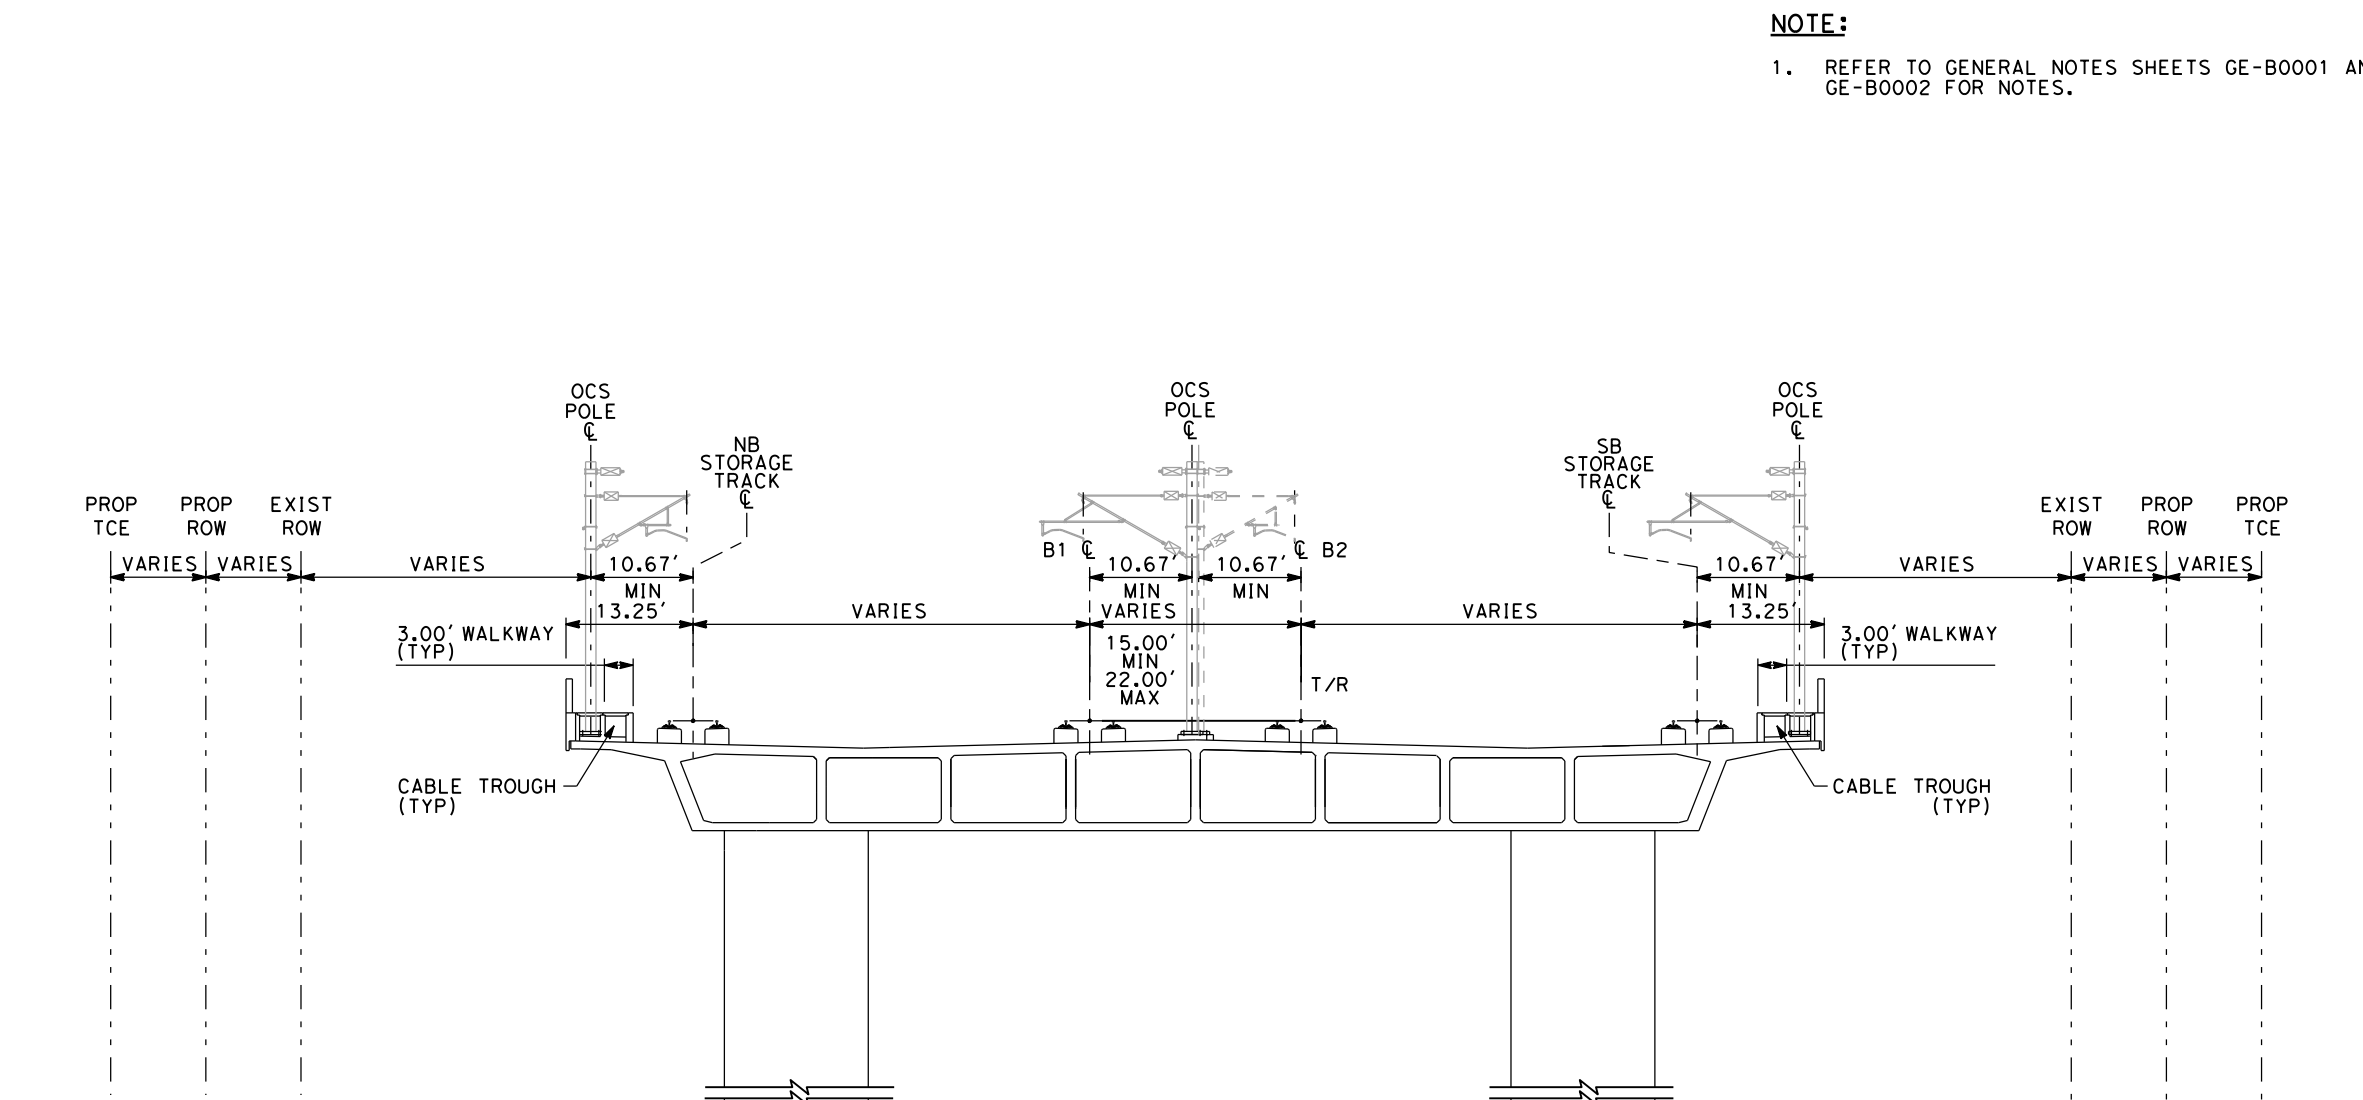 NOTE:
1. REFER TO GENERAL NOTES SHEETS GE-B0001
GE-B0002 FOR NOTES.
OCS
POLE
℄
OCS
POLE
℄
OCS
POLE
℄
NB
STORAGE
TRACK
℄
SB
STORAGE
TRACK
℄
PROP
TCE
PROP
ROW
EXIST
ROW
EXIST
ROW
PROP
ROW
PROP
TCE
B1 ℄
℄ B2
VARIES VARIES VARIES 10.67' 10.67' 10.67' 10.67' VARIES VARIES VARIES
MIN MIN MIN MIN
13.25' VARIES VARIES VARIES 13.25'
3.00' WALKWAY
(TYP)
15.00'
MIN
22.00'
MAX
T/R
3.00' WALKWAY
(TYP)
CABLE TROUGH
(TYP)
CABLE TROUGH
(TYP)